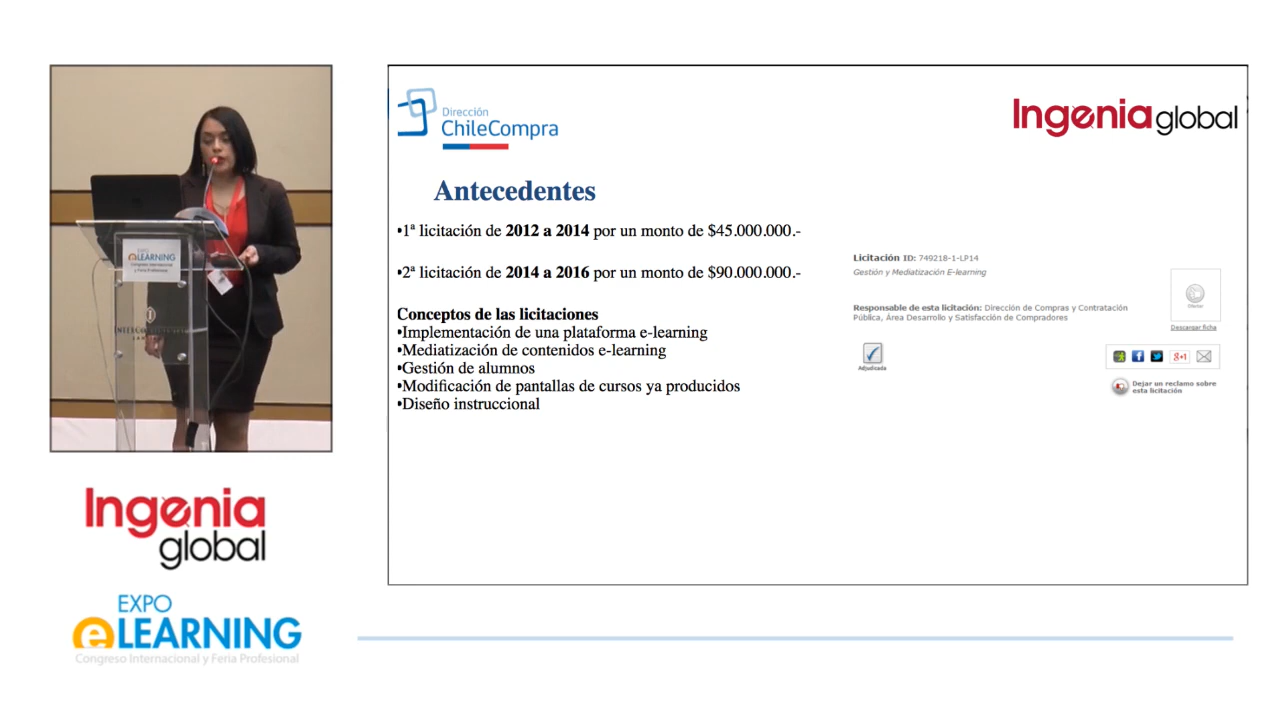 EXPO
eLEARNING
Congreso Internacional
y Feria Profesional
Ingenia
global
EXPO
eLEARNING
Congreso Internacional y Feria Profesional
Dirección
ChileCompra
Ingenia global
Antecedentes
•1ª licitación de 2012 a 2014 por un monto de $45.000.000.-
•2ª licitación de 2014 a 2016 por un monto de $90.000.000.-
Conceptos de las licitaciones
•Implementación de una plataforma e-learning
•Mediatización de contenidos e-learning
•Gestión de alumnos
•Modificación de pantallas de cursos ya producidos
•Diseño instruccional
Licitación ID: 749218-1-LP14
Gestión y Mediatización E-learning
Responsable de esta licitación: Dirección de Compras y Contratación
Pública, Área Desarrollo y Satisfacción de Compradores
Adjudicada
Descargar ficha
g+1
Dejar un reclamo sobre
esta licitación